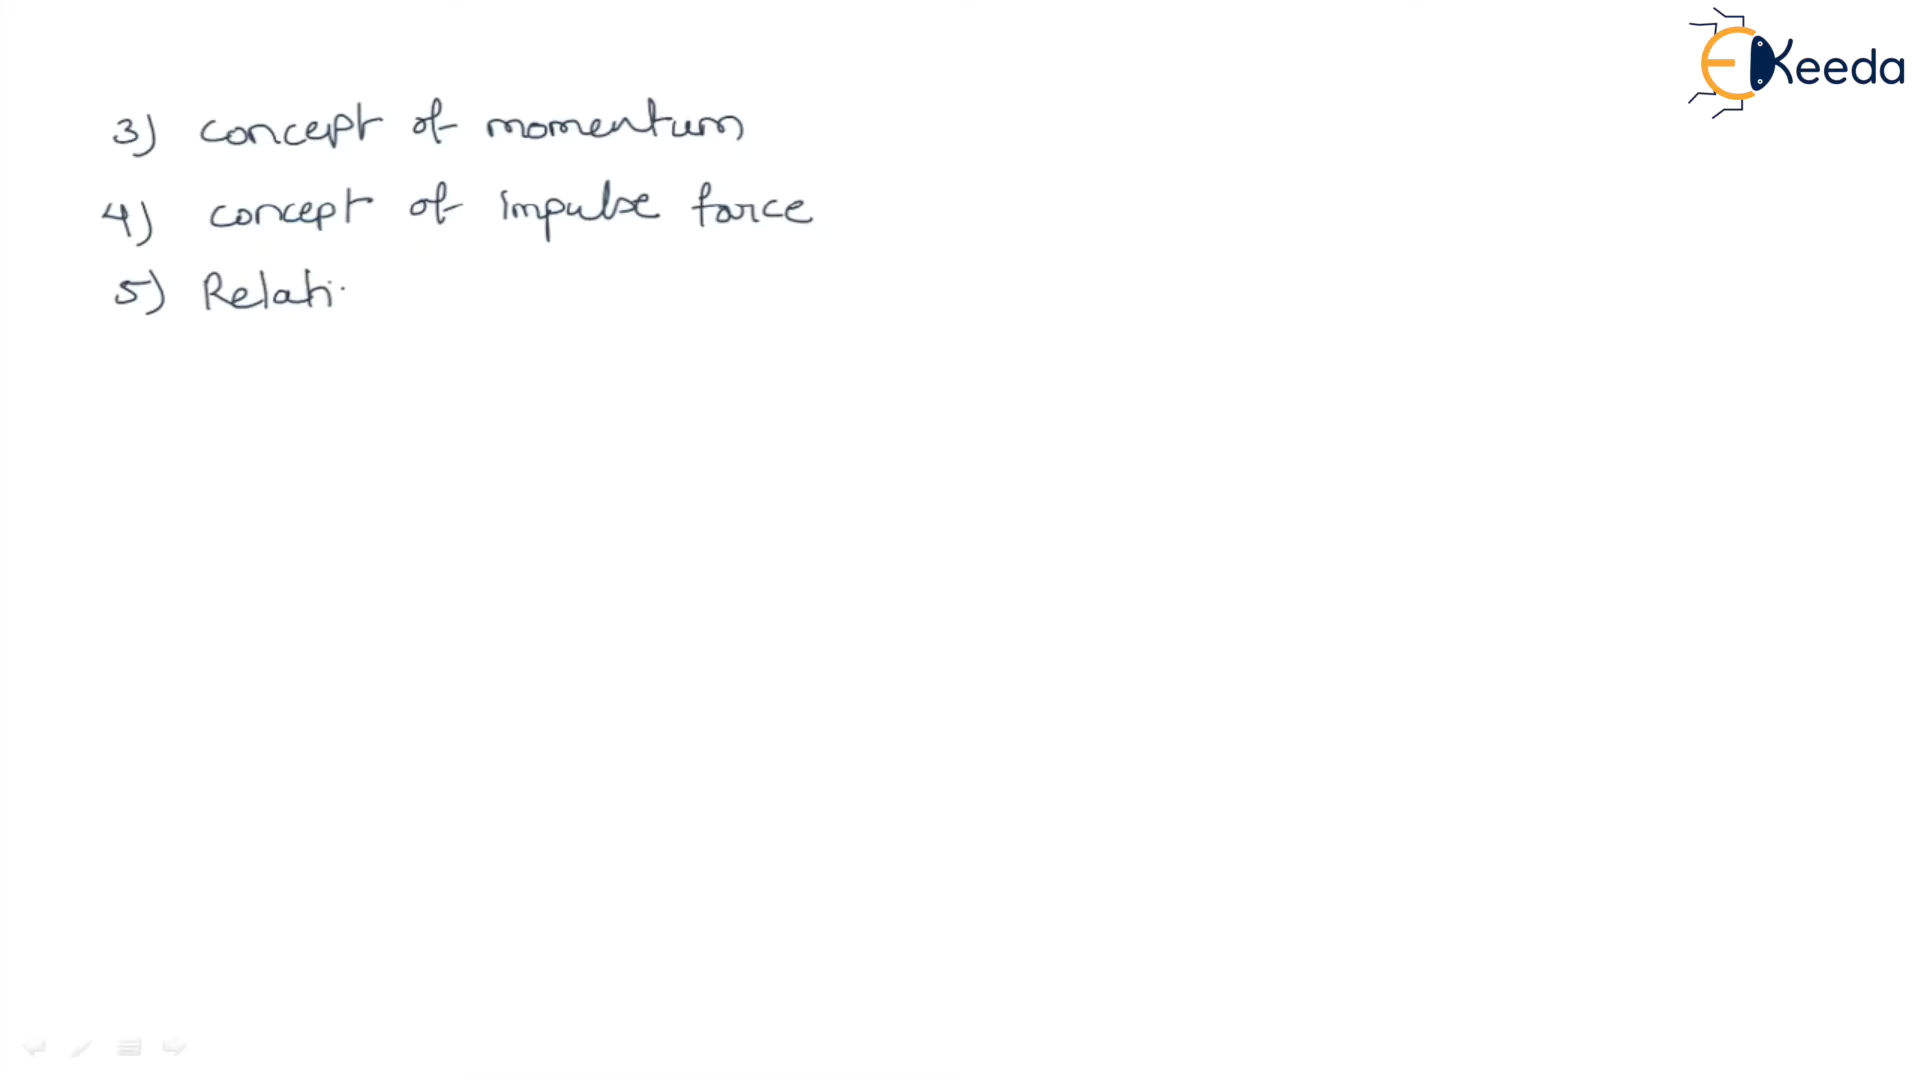 EKeeda
3) concept of momentum
4) concept of impulse force
5) Relati